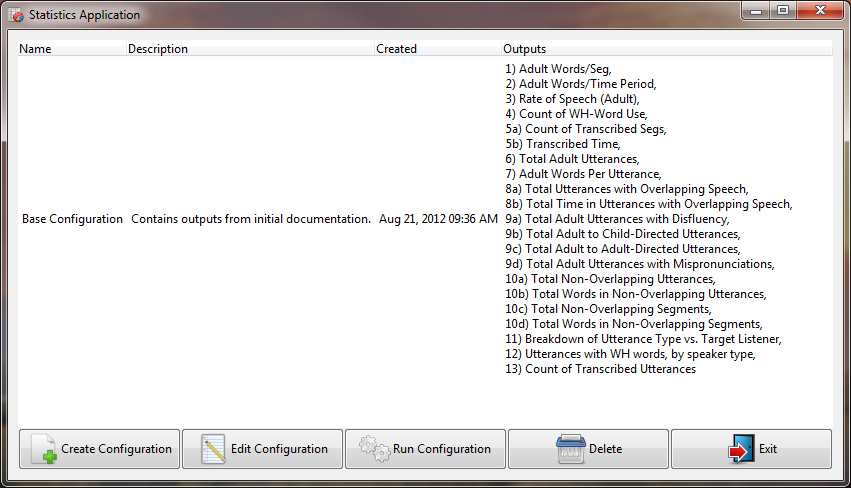 Statistics Application
Name Description Created Outputs
1) Adult Words/Seg,
2) Adult Words/Time Period,
3) Rate of Speech (Adult),
4) Count of WH-Word Use,
5a) Count of Transcribed Segs,
5b) Transcribed Time,
6) Total Adult Utterances,
7) Adult Words Per Utterance,
8a) Total Utterances with Overlapping Speech,
8b) Total Time in Utterances with Overlapping Speech,
Base Configuration Contains outputs from initial documentation. Aug 21, 2012 09:36 AM 9a) Total Adult Utterances with Disfluency,
9b) Total Adult to Child-Directed Utterances,
9c) Total Adult to Adult-Directed Utterances,
9d) Total Adult Utterances with Mispronunciations,
10a) Total Non-Overlapping Utterances,
10b) Total Words in Non-Overlapping Utterances,
10c) Total Non-Overlapping Segments,
10d) Total Words in Non-Overlapping Segments,
11) Breakdown of Utterance Type vs. Target Listener,
12) Utterances with WH words, by speaker type,
13) Count of Transcribed Utterances
Create Configuration Edit Configuration Run Configuration Delete Exit